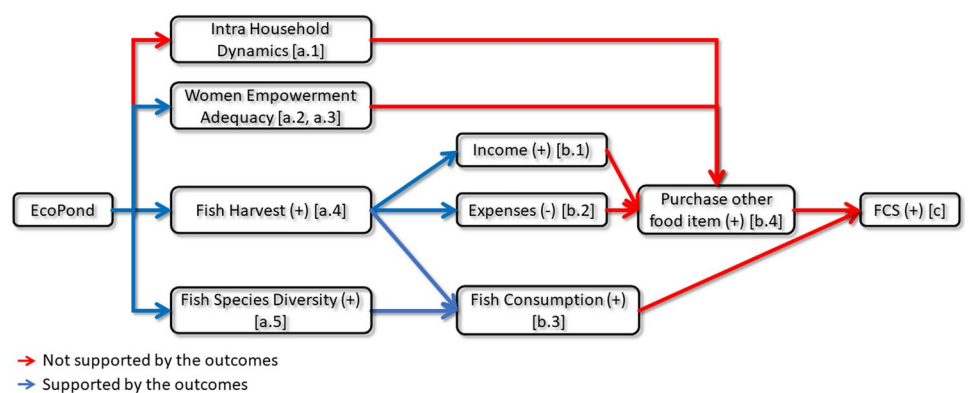 Intra Household
Dynamics [a.1]
Women Empowerment
Adequacy [a.2, a.3]
Income (+) [b.1)
EcoPond
Fish Harvest (+) [a.4]
Expenses (-) [b.2]
Purchase other
food item (+) [b.4]
FCS (+) [c]
Fish Species Diversity (+)
[a.5]
Fish Consumption (+)
[b.3]
Not supported by the outcomes
Supported by the outcomes